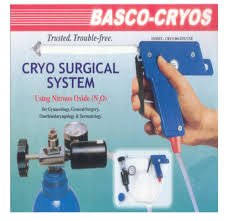 BASCO-CRYOS
Trusted. Trouble-free.
CRYO SURGICAL
SYSTEM
Using Nitrous Oxide (N₂O)
for Gynaecology, General Surgery,
Otorhinolaryngology & Dermatology.